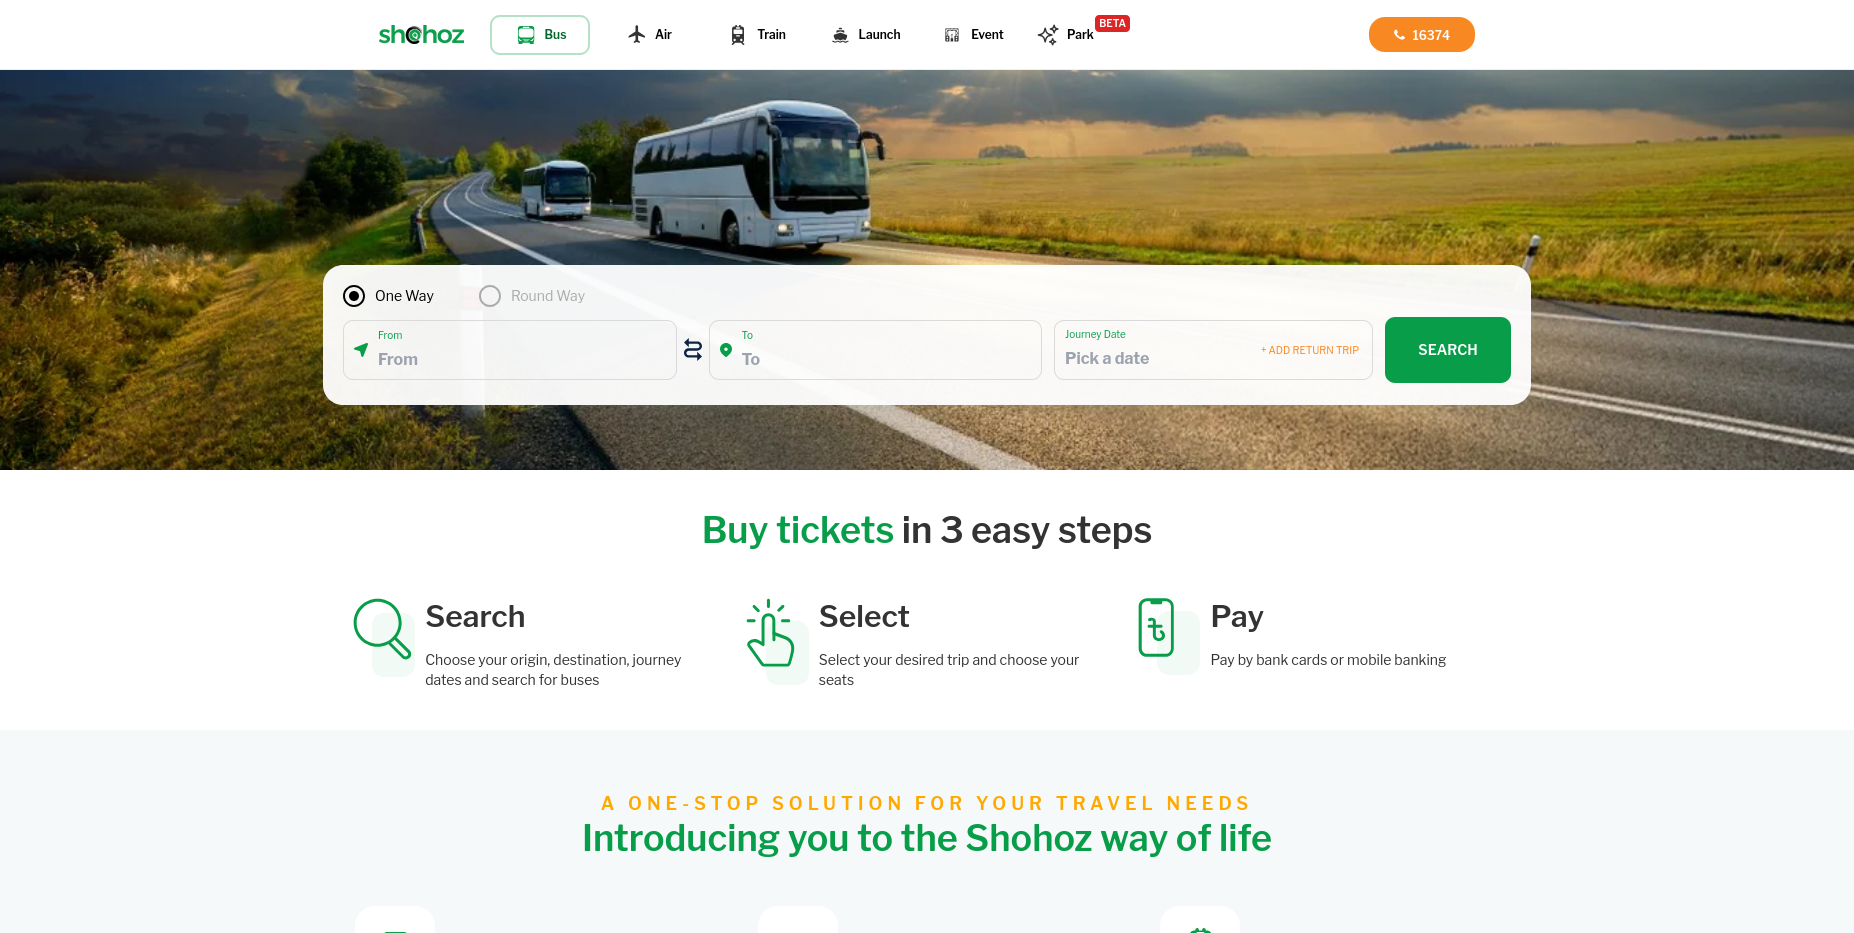 shohoz
Bus
Air
Train
Launch
Event
Park
BETA
16374
One Way
Round Way
From
From
To
To
Journey Date
Pick a date
+ ADD RETURN TRIP
SEARCH
Buy tickets in 3 easy steps
Search
Choose your origin, destination, journey
dates and search for buses
Select
Select your desired trip and choose your
seats
Pay
Pay by bank cards or mobile banking
A ONE-STOP SOLUTION FOR YOUR TRAVEL NEEDS
Introducing you to the Shohoz way of life